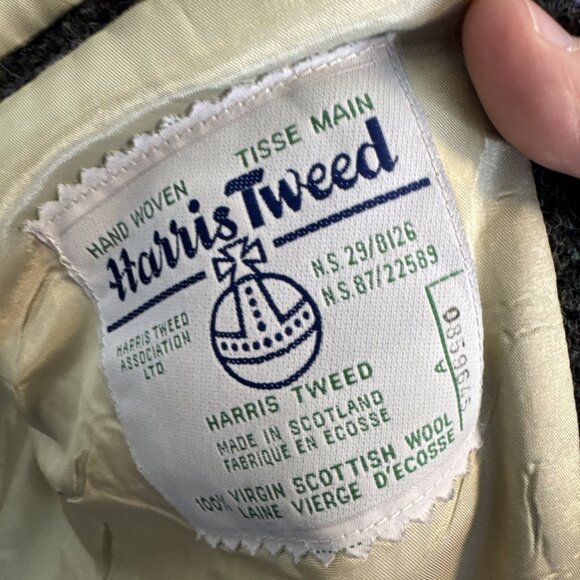 HAND WOVEN TISSE MAIN
Harris Tweed
N.S. 29/8126
N.S. 87/22589
HARRIS TWEED
ASSOCIATION
LTD.
HARRIS TWEED
MADE IN SCOTLAND
FABRIQUE EN ECOSSE
100% VIRGIN SCOTTISH WOOL
LAINE VIERGE D'ECOSSE
A